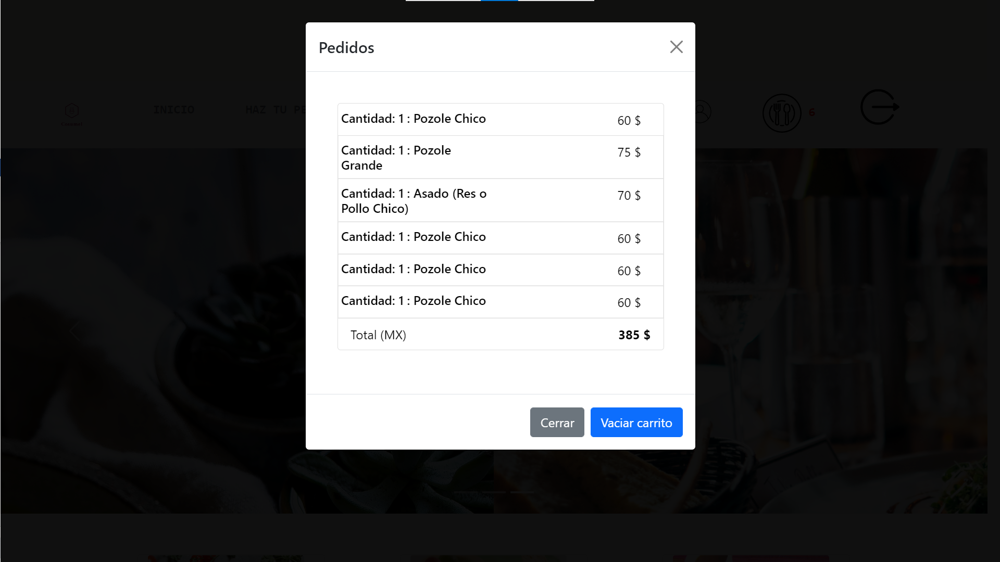 Pedidos
INICIO
HAZ TU PE
6
Cantidad: 1 : Pozole Chico
60 $
Cantidad: 1 : Pozole
Grande
75 $
Cantidad: 1 : Asado (Res o
Pollo Chico)
70 $
Cantidad: 1 : Pozole Chico
60 $
Cantidad: 1 : Pozole Chico
60 $
Cantidad: 1 : Pozole Chico
60 $
Total (MX)
385 $
Cerrar
Vaciar carrito